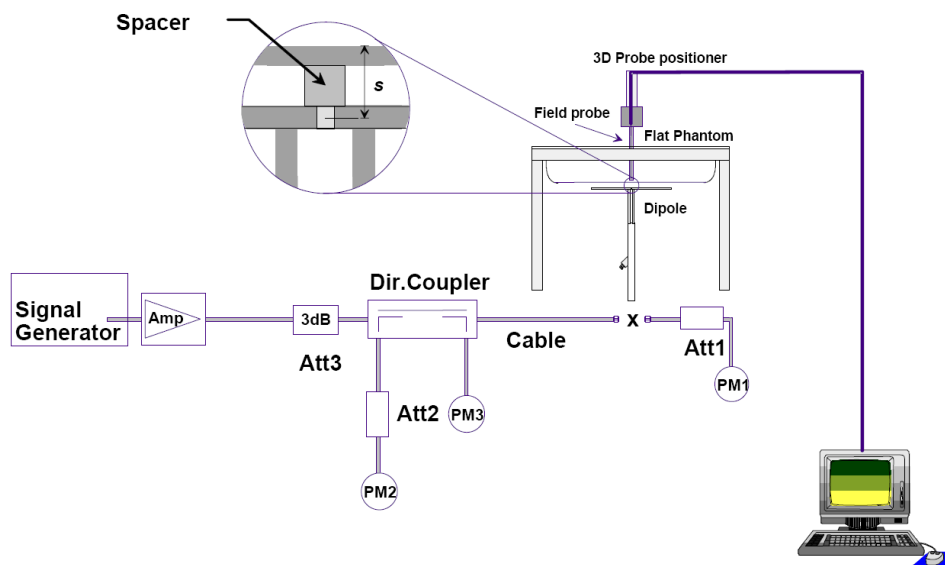 Spacer
s
3D Probe positioner
Field probe
Flat Phantom
Dipole
Signal
Generator
Amp
3dB
Att3
Dir.Coupler
Cable
x
Att1
PM1
Att2
PM3
PM2